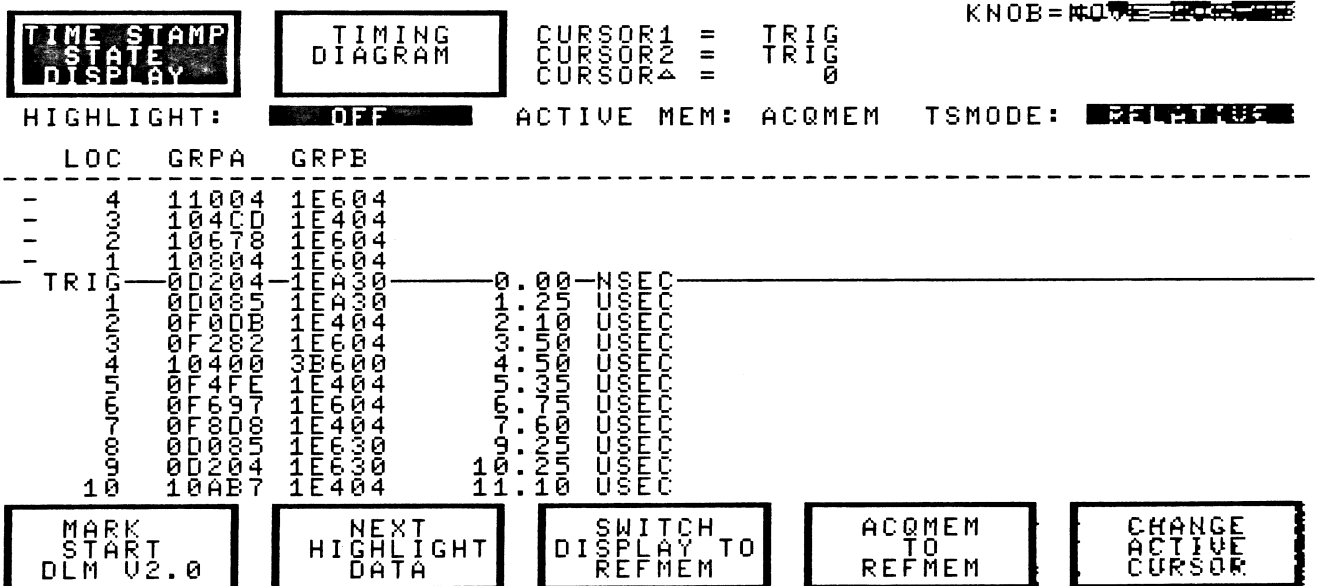 KNOB=
TIME STAMP
STATE
DISPLAY
TIMING
DIAGRAM
CURSOR1 = TRIG
CURSOR2 = TRIG
CURSOR△ = 0
HIGHLIGHT: OFF ACTIVE MEM: ACQMEM TSMODE: RELATIVE
LOC GRPA GRPB
- 4 11004 1E604
- 3 104CD 1E404
- 2 10678 1E604
- 1 10804 1E604
TRIG 0D204 1EA30 0.00 NSEC
1 0D085 1EA30 1.25 USEC
2 0F0DB 1E404 2.10 USEC
3 0F282 1E604 3.50 USEC
4 10400 3B600 4.50 USEC
5 0F4FE 1E404 5.35 USEC
6 0F697 1E604 6.75 USEC
7 0F8D8 1E404 7.60 USEC
8 0D085 1E630 9.25 USEC
9 0D204 1E630 10.25 USEC
10 10AB7 1E404 11.10 USEC
MARK
START
DLM V2.0
NEXT
HIGHLIGHT
DATA
SWITCH
DISPLAY TO
REFMEM
ACQMEM
TO
REFMEM
CHANGE
ACTIVE
CURSOR